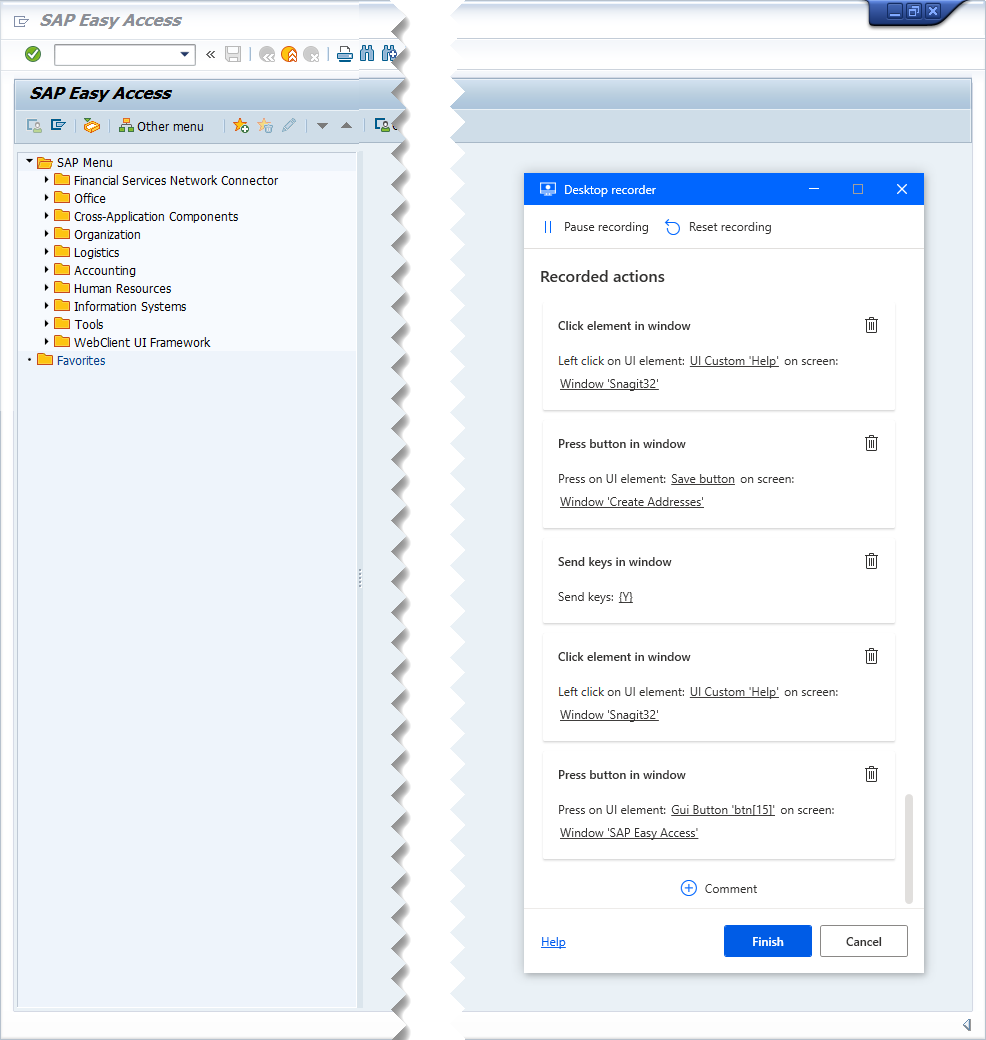 SAP Easy Access
SAP Easy Access
Other menu
SAP Menu
Financial Services Network Connector
Office
Cross-Application Components
Organization
Logistics
Accounting
Human Resources
Information Systems
Tools
WebClient UI Framework
Favorites
Desktop recorder
Pause recording Reset recording
Recorded actions
Click element in window
Left click on UI element: UI Custom 'Help' on screen:
Window 'Snagit32'
Press button in window
Press on UI element: Save button on screen:
Window 'Create Addresses'
Send keys in window
Send keys: {Y}
Click element in window
Left click on UI element: UI Custom 'Help' on screen:
Window 'Snagit32'
Press button in window
Press on UI element: Gui Button 'btn[15]' on screen:
Window 'SAP Easy Access'
Comment
Help Finish Cancel